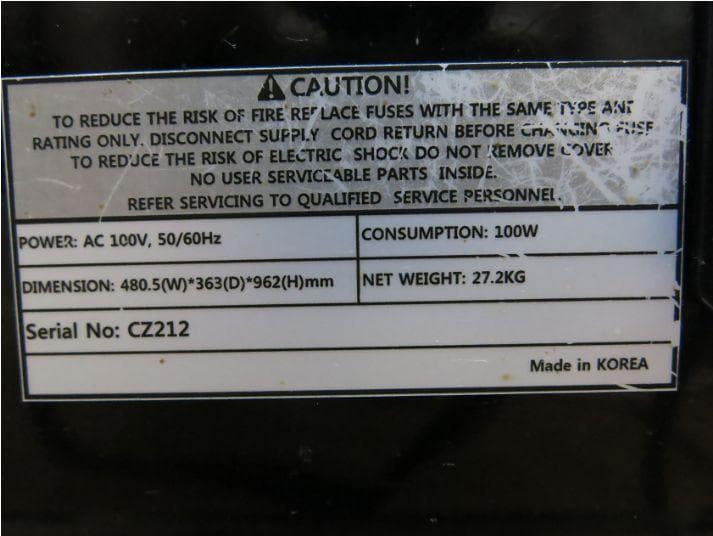 CAUTION!
TO REDUCE THE RISK OF FIRE REPLACE FUSES WITH THE SAME TYPE AND
RATING ONLY. DISCONNECT SUPPLY CORD RETURN BEFORE CHANGING FUSE
TO REDUCE THE RISK OF ELECTRIC SHOCK DO NOT REMOVE COVER
NO USER SERVICEABLE PARTS INSIDE.
REFER SERVICING TO QUALIFIED SERVICE PERSONNEL.
POWER: AC 100V, 50/60Hz
CONSUMPTION: 100W
DIMENSION: 480.5(W)*363(D)*962(H)mm
NET WEIGHT: 27.2KG
Serial No: CZ212
Made in KOREA